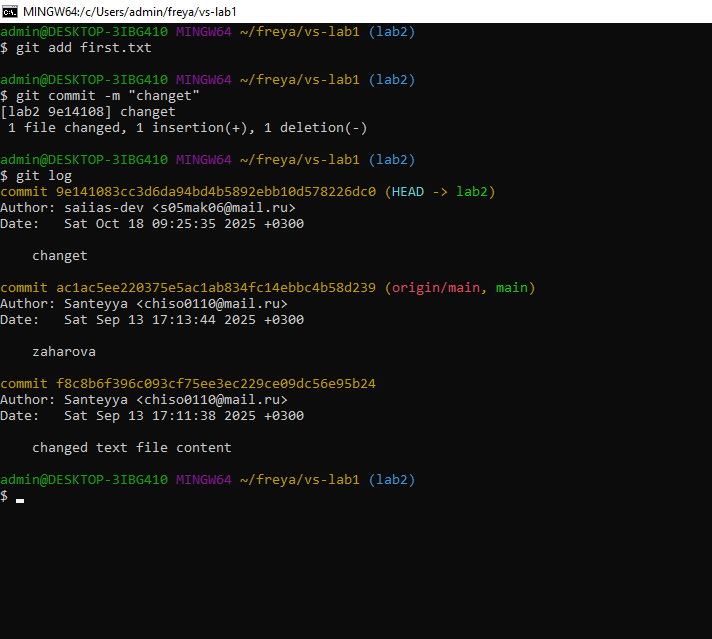 MINGW64:/c/Users/admin/freya/vs-lab1
admin@DESKTOP-3IBG410 MINGW64 ~/freya/vs-lab1 (lab2)
$ git add first.txt
admin@DESKTOP-3IBG410 MINGW64 ~/freya/vs-lab1 (lab2)
$ git commit -m "changet"
[lab2 9e14108] changet
1 file changed, 1 insertion(+), 1 deletion(-)
admin@DESKTOP-3IBG410 MINGW64 ~/freya/vs-lab1 (lab2)
$ git log
commit 9e141083cc3d6da94bd4b5892ebb10d578226dc0 (HEAD -> lab2)
Author: saiias-dev <s05mak06@mail.ru>
Date:   Sat Oct 18 09:25:35 2025 +0300
changet
commit ac1ac5ee220375e5ac1ab834fc14ebbc4b58d239 (origin/main, main)
Author: Santeyya <chiso0110@mail.ru>
Date:   Sat Sep 13 17:13:44 2025 +0300
zaharova
commit f8c8b6f396c093cf75ee3ec229ce09dc56e95b24
Author: Santeyya <chiso0110@mail.ru>
Date:   Sat Sep 13 17:11:38 2025 +0300
changed text file content
admin@DESKTOP-3IBG410 MINGW64 ~/freya/vs-lab1 (lab2)
$